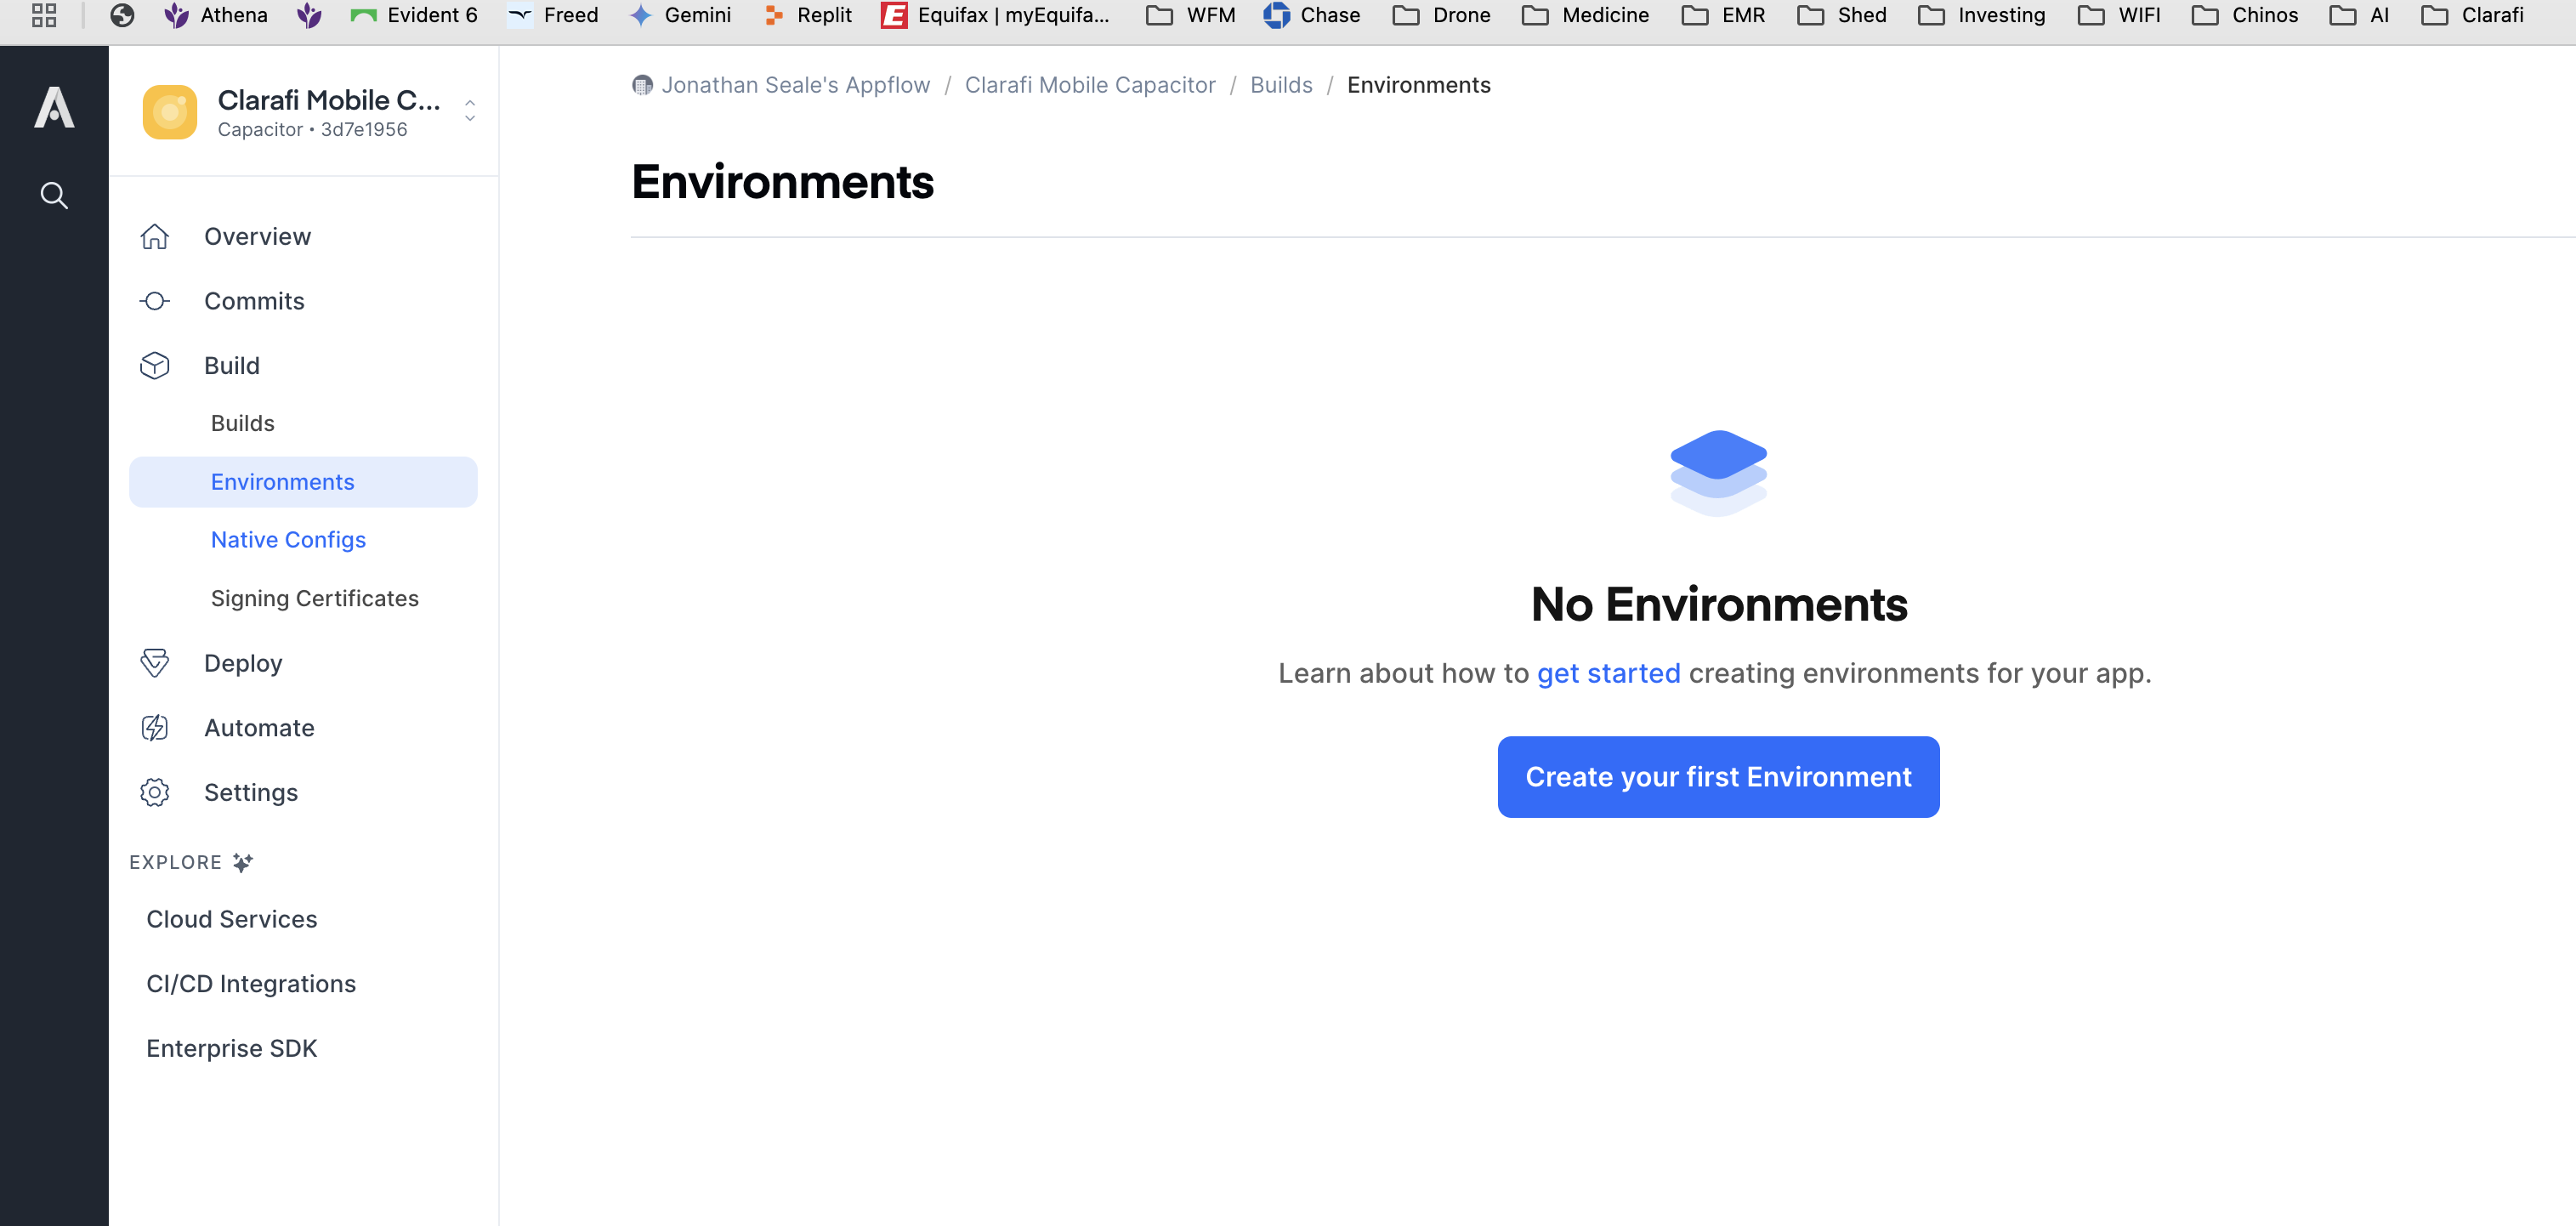 Athena Evident 6 Freed Gemini Replit Equifax | myEquifa... WFM Chase Drone Medicine EMR Shed Investing WIFI Chinos AI Clarafi
Clarafi Mobile C...
Capacitor • 3d7e1956
Overview
Commits
Build
Builds
Environments
Native Configs
Signing Certificates
Deploy
Automate
Settings
EXPLORE
Cloud Services
CI/CD Integrations
Enterprise SDK
Jonathan Seale's Appflow / Clarafi Mobile Capacitor / Builds / Environments
Environments
No Environments
Learn about how to get started creating environments for your app.
Create your first Environment